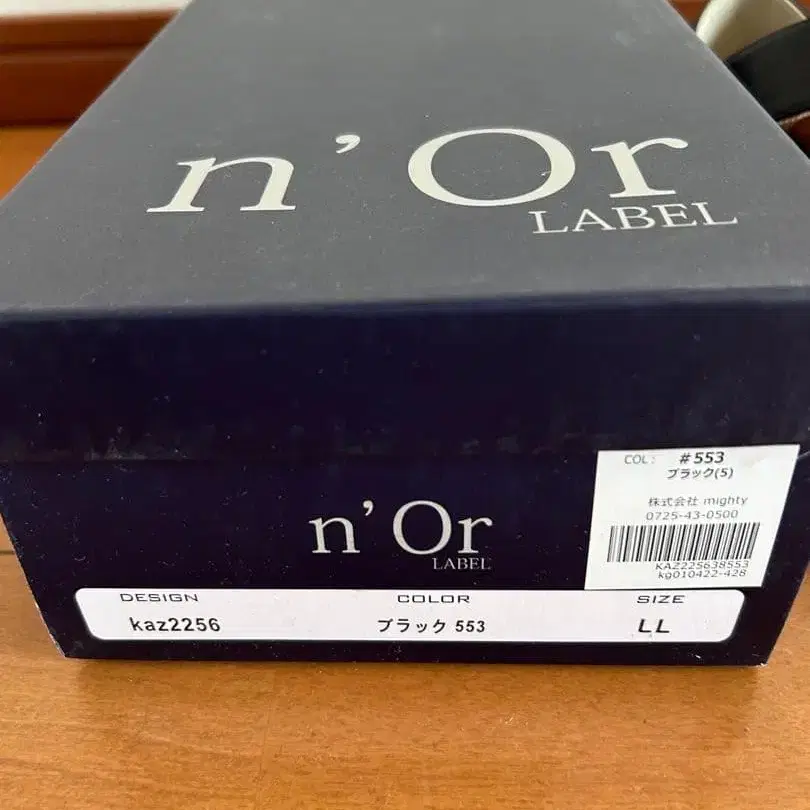 n'Or
LABEL
COL: #553
ブラック(5)
株式会社 mighty
0725-43-0500
KAZ225638553
kg010422-428
n'Or
LABEL
DESIGN COLOR SIZE
kaz2256 ブラック 553 LL